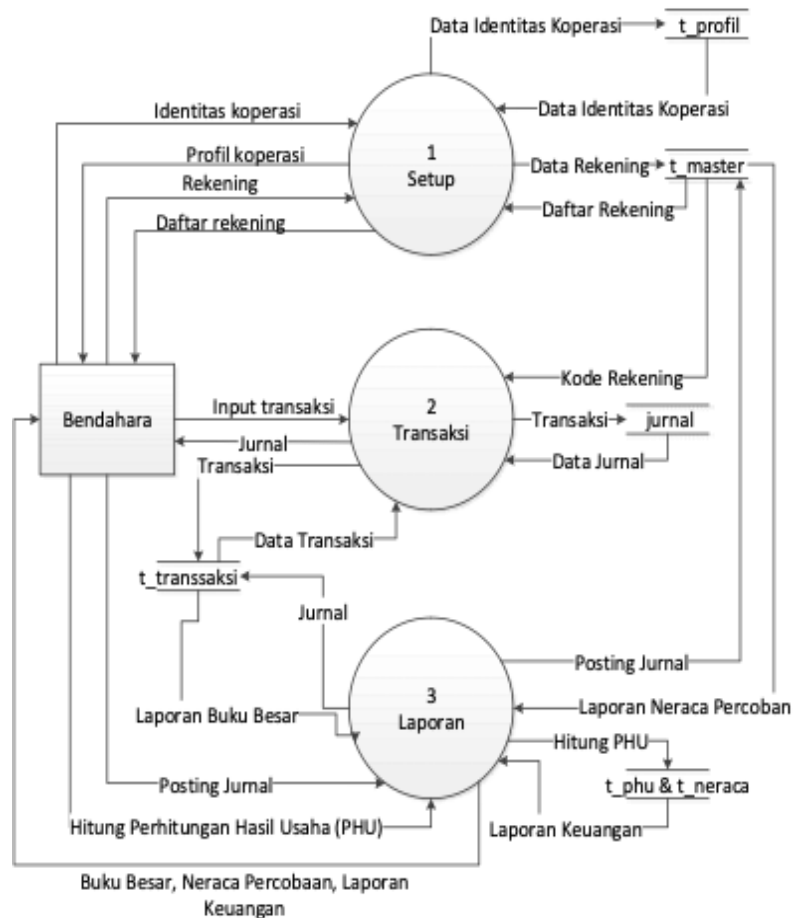 Data Identitas Koperasi
t_profil
Identitas koperasi
Data Identitas Koperasi
1
Setup
Profil koperasi
Data Rekening
t_master
Rekening
Daftar Rekening
Daftar rekening
Kode Rekening
Bendahara
Input transaksi
2
Transaksi
Transaksi
jurnal
Jurnal
Data Jurnal
Transaksi
Data Transaksi
t_transsaksi
Jurnal
Posting Jurnal
3
Laporan
Laporan Buku Besar
Laporan Neraca Percoban
Hitung PHU
Posting Jurnal
t_phu & t_neraca
Hitung Perhitungan Hasil Usaha (PHU)
Laporan Keuangan
Buku Besar, Neraca Percobaan, Laporan
Keuangan